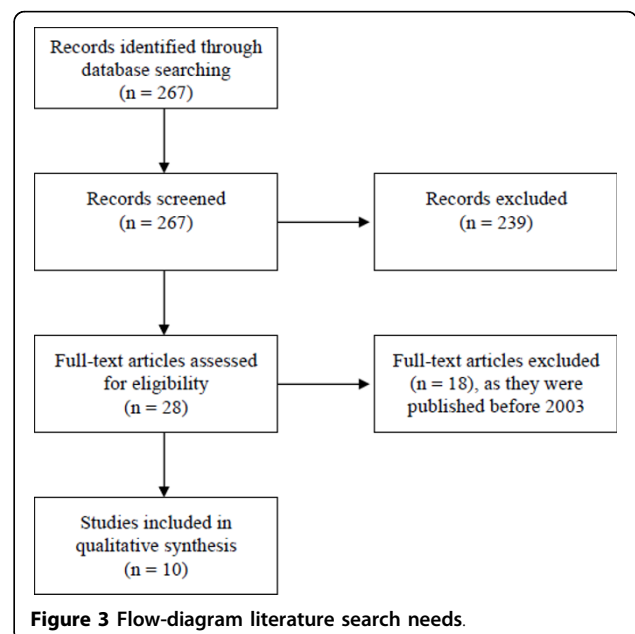 Records identified through
database searching
(n = 267)
Records screened
(n = 267)
Records excluded
(n = 239)
Full-text articles assessed
for eligibility
(n = 28)
Full-text articles excluded
(n = 18), as they were
published before 2003
Studies included in
qualitative synthesis
(n = 10)
Figure 3 Flow-diagram literature search needs.